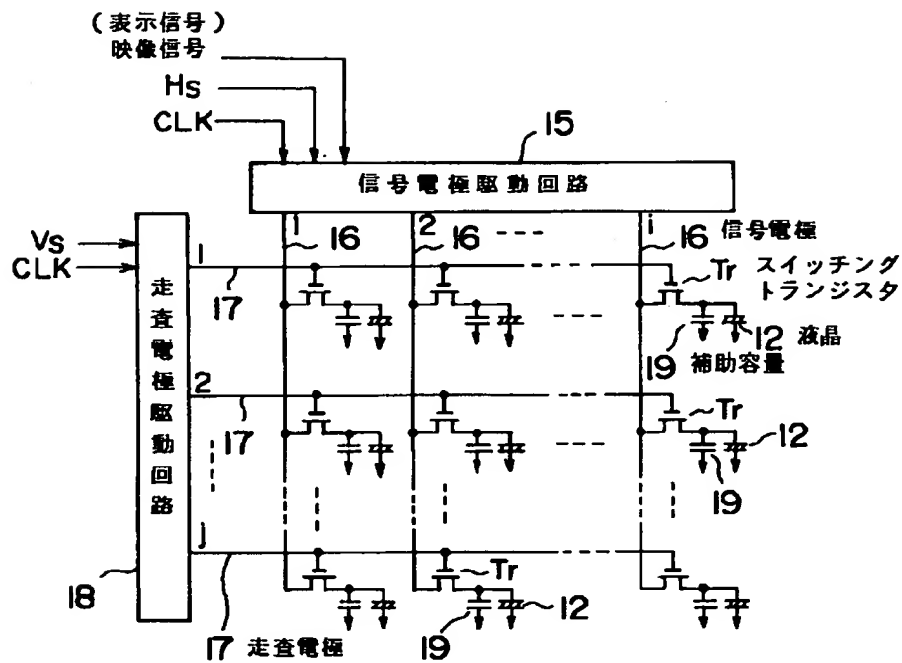 (表示信号)
映像信号
HS
CLK
15
信号電極駆動回路
1
2
i
16
16
16 信号電極
VS
CLK
走査電極駆動回路
1
17
Tr スイッチング
トランジスタ
12 液晶
19 補助容量
2
17
Tr
12
19
j
18
Tr
12
19
17 走査電極